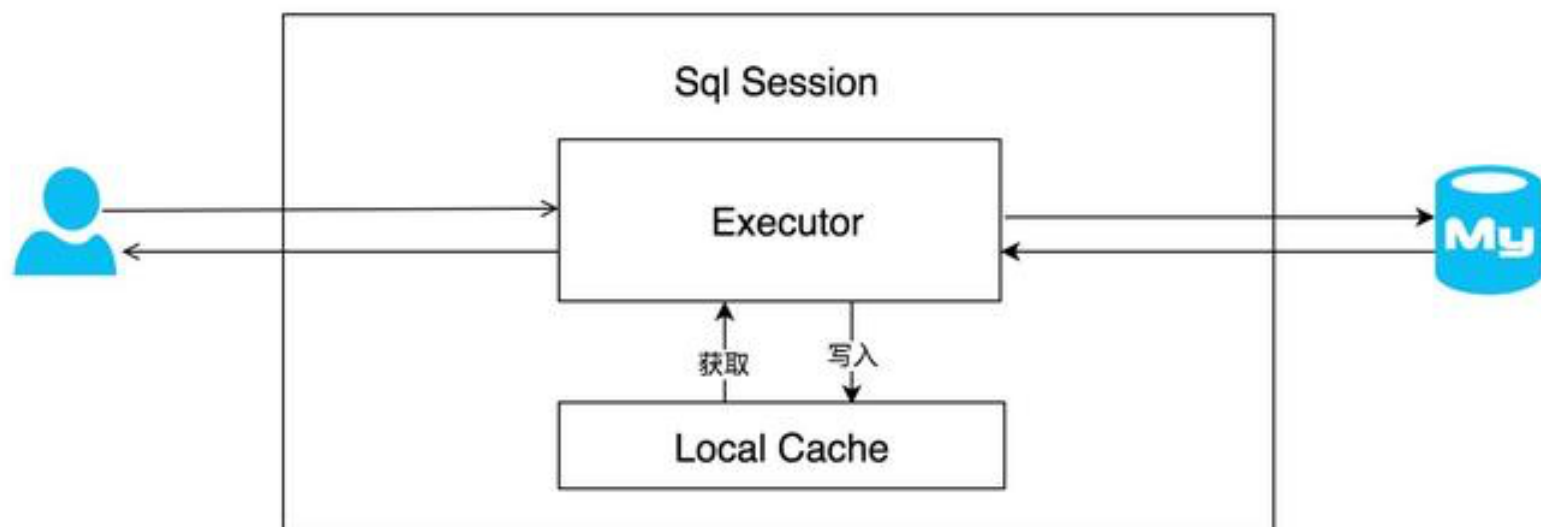 Sql Session
Executor
My
获取
写入
Local Cache